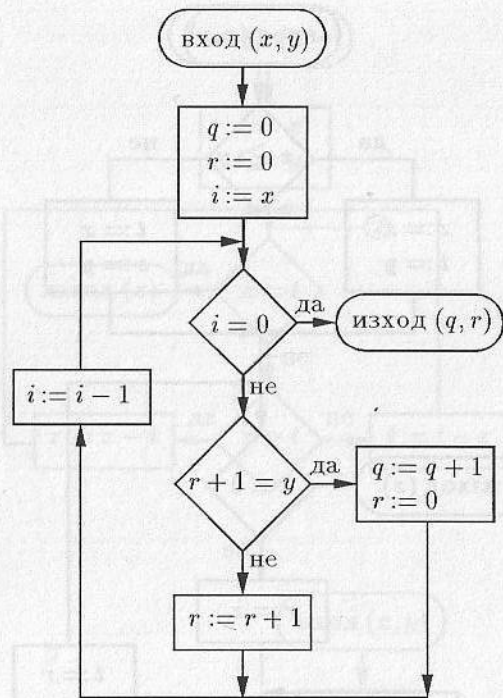 вход (x, y)
q := 0
r := 0
i := x
i = 0
да
изход (q, r)
не
i := i − 1
r + 1 = y
да
q := q + 1
r := 0
не
r := r + 1